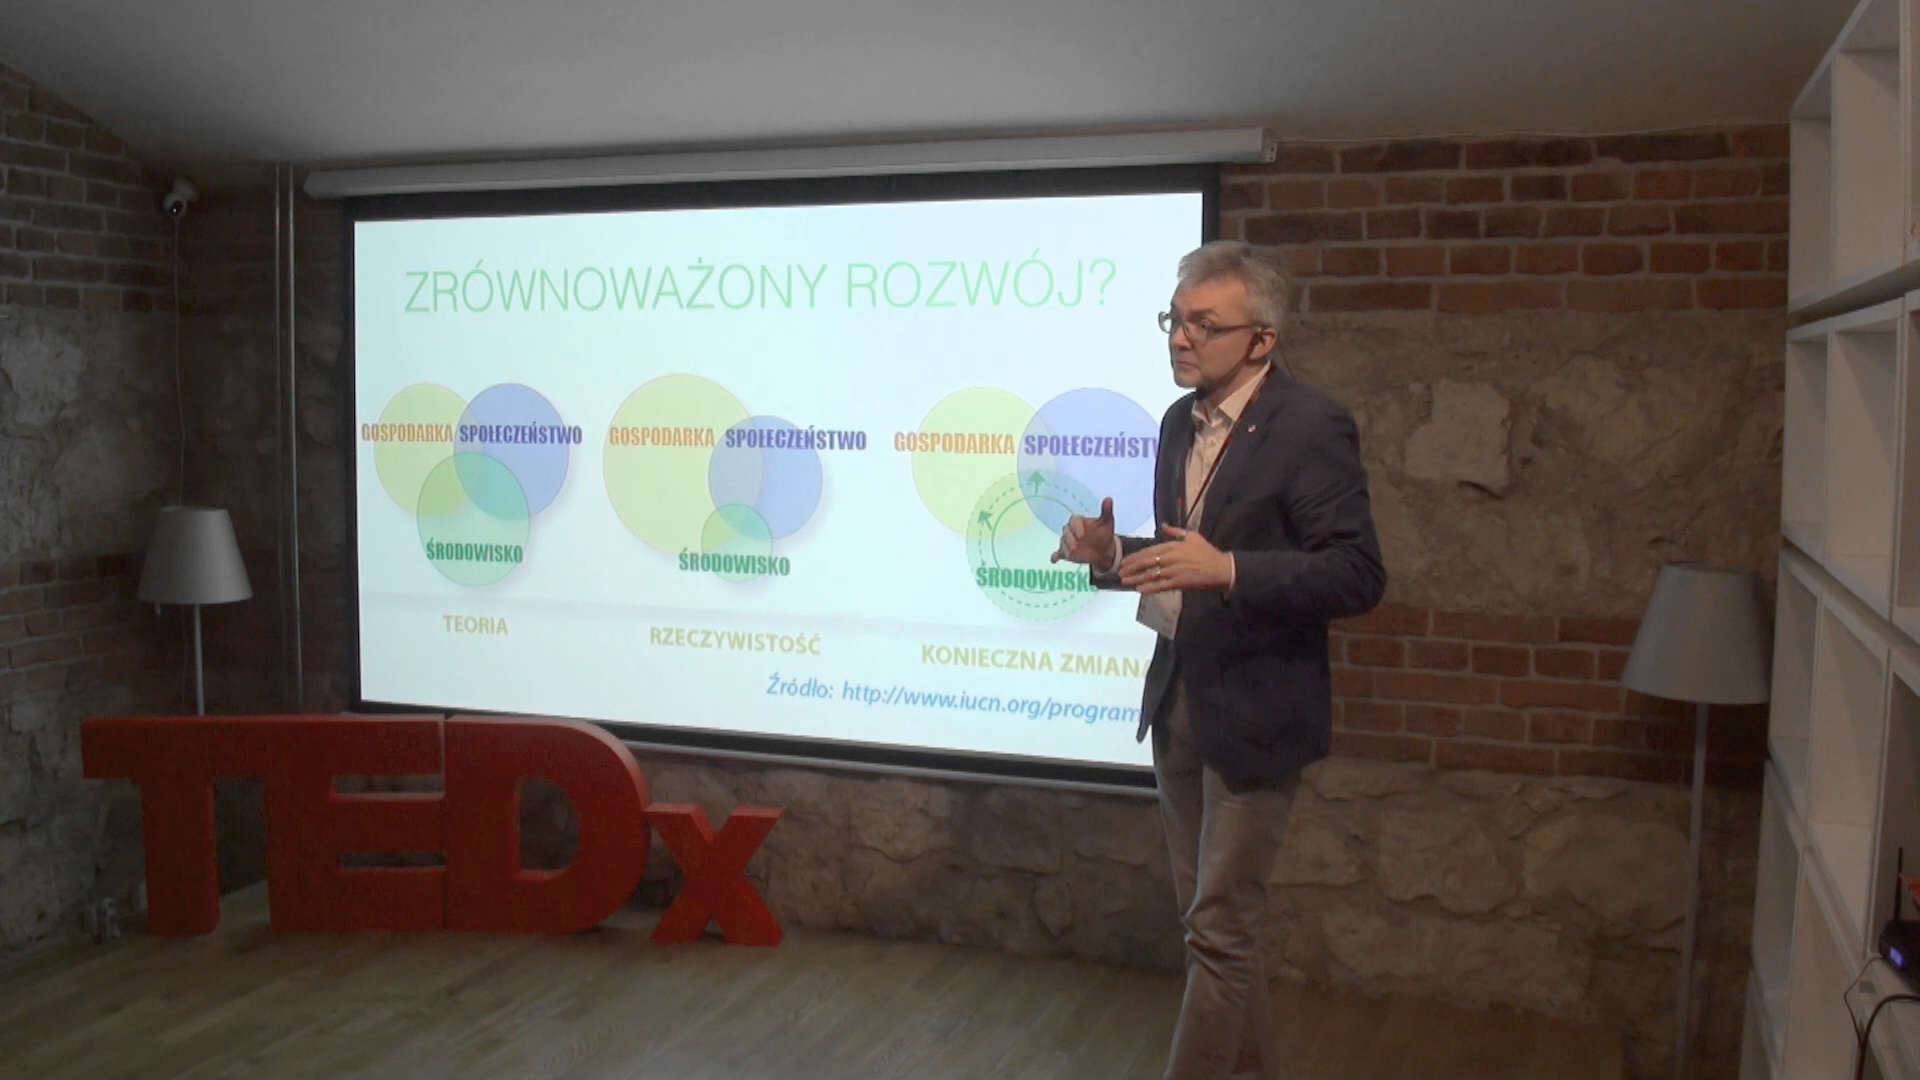 ZRÓWNOWAŻONY ROZWÓJ?
GOSPODARKA SPOŁECZEŃSTWO
ŚRODOWISKO
TEORIA
GOSPODARKA SPOŁECZEŃSTWO
ŚRODOWISKO
RZECZYWISTOŚĆ
GOSPODARKA SPOŁECZEŃSTW
ŚRODOWISK
KONIECZNA ZMIANA
Źródło: http://www.iucn.org/program
TEDx